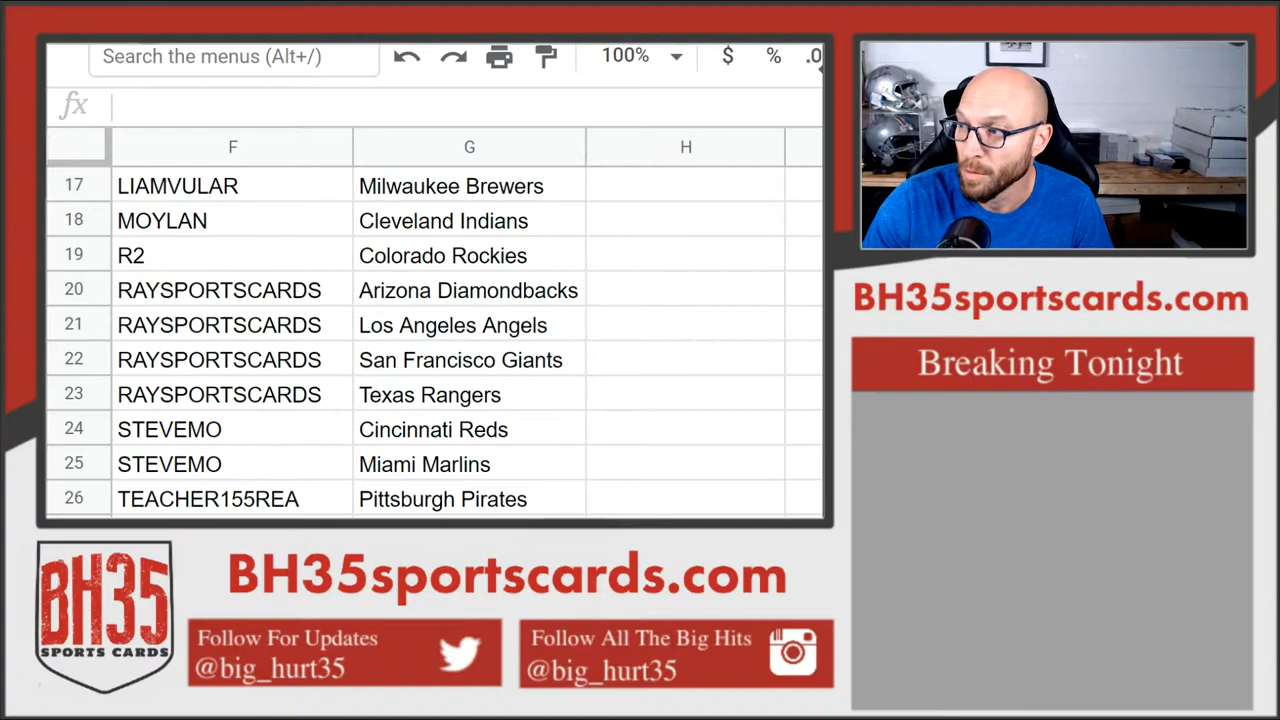 Search the menus (Alt+/)
100%
$
%
.0
fx
F
G
H
17 LIAMVULAR Milwaukee Brewers
18 MOYLAN Cleveland Indians
19 R2 Colorado Rockies
20 RAYSPORTSCARDS Arizona Diamondbacks
21 RAYSPORTSCARDS Los Angeles Angels
22 RAYSPORTSCARDS San Francisco Giants
23 RAYSPORTSCARDS Texas Rangers
24 STEVEMO Cincinnati Reds
25 STEVEMO Miami Marlins
26 TEACHER155REA Pittsburgh Pirates
BH35sportscards.com
Breaking Tonight
BH35
SPORTS CARDS
BH35sportscards.com
Follow For Updates
@big_hurt35
Follow All The Big Hits
@big_hurt35